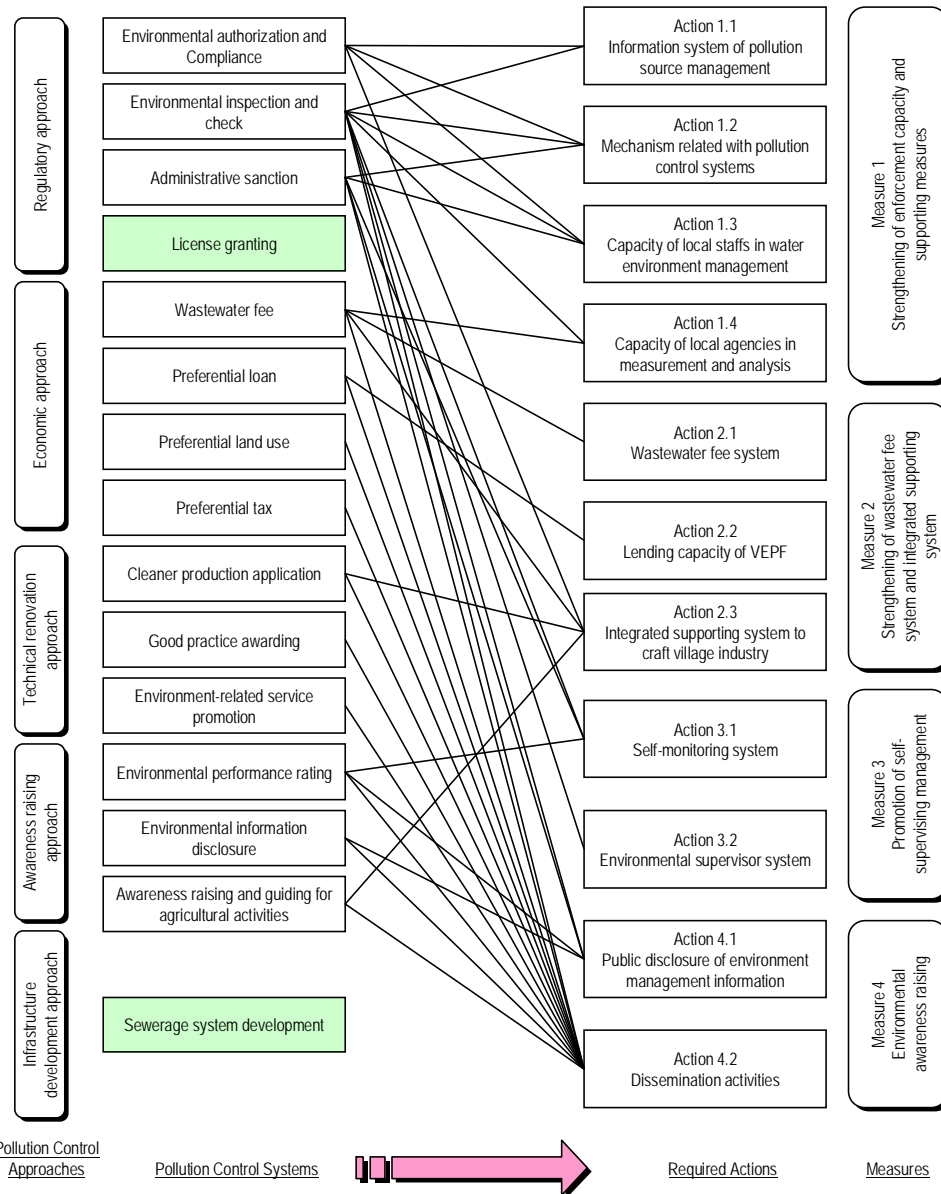 Regulatory approach
Economic approach
Technical renovation
approach
Awareness raising
approach
Infrastructure
development approach
Environmental authorization and
Compliance
Environmental inspection and
check
Administrative sanction
License granting
Wastewater fee
Preferential loan
Preferential land use
Preferential tax
Cleaner production application
Good practice awarding
Environment-related service
promotion
Environmental performance rating
Environmental information
disclosure
Awareness raising and guiding for
agricultural activities
Sewerage system development
Action 1.1
Information system of pollution
source management
Action 1.2
Mechanism related with pollution
control systems
Action 1.3
Capacity of local staffs in water
environment management
Action 1.4
Capacity of local agencies in
measurement and analysis
Action 2.1
Wastewater fee system
Action 2.2
Lending capacity of VEPF
Action 2.3
Integrated supporting system to
craft village industry
Action 3.1
Self-monitoring system
Action 3.2
Environmental supervisor system
Action 4.1
Public disclosure of environment
management information
Action 4.2
Dissemination activities
Measure 1
Strengthening of enforcement capacity and
supporting measures
Measure 2
Strengthening of wastewater fee
system and integrated supporting
system
Measure 3
Promotion of self-
supervising management
Measure 4
Environmental
awareness raising
Pollution Control
Approaches
Pollution Control Systems
Required Actions
Measures